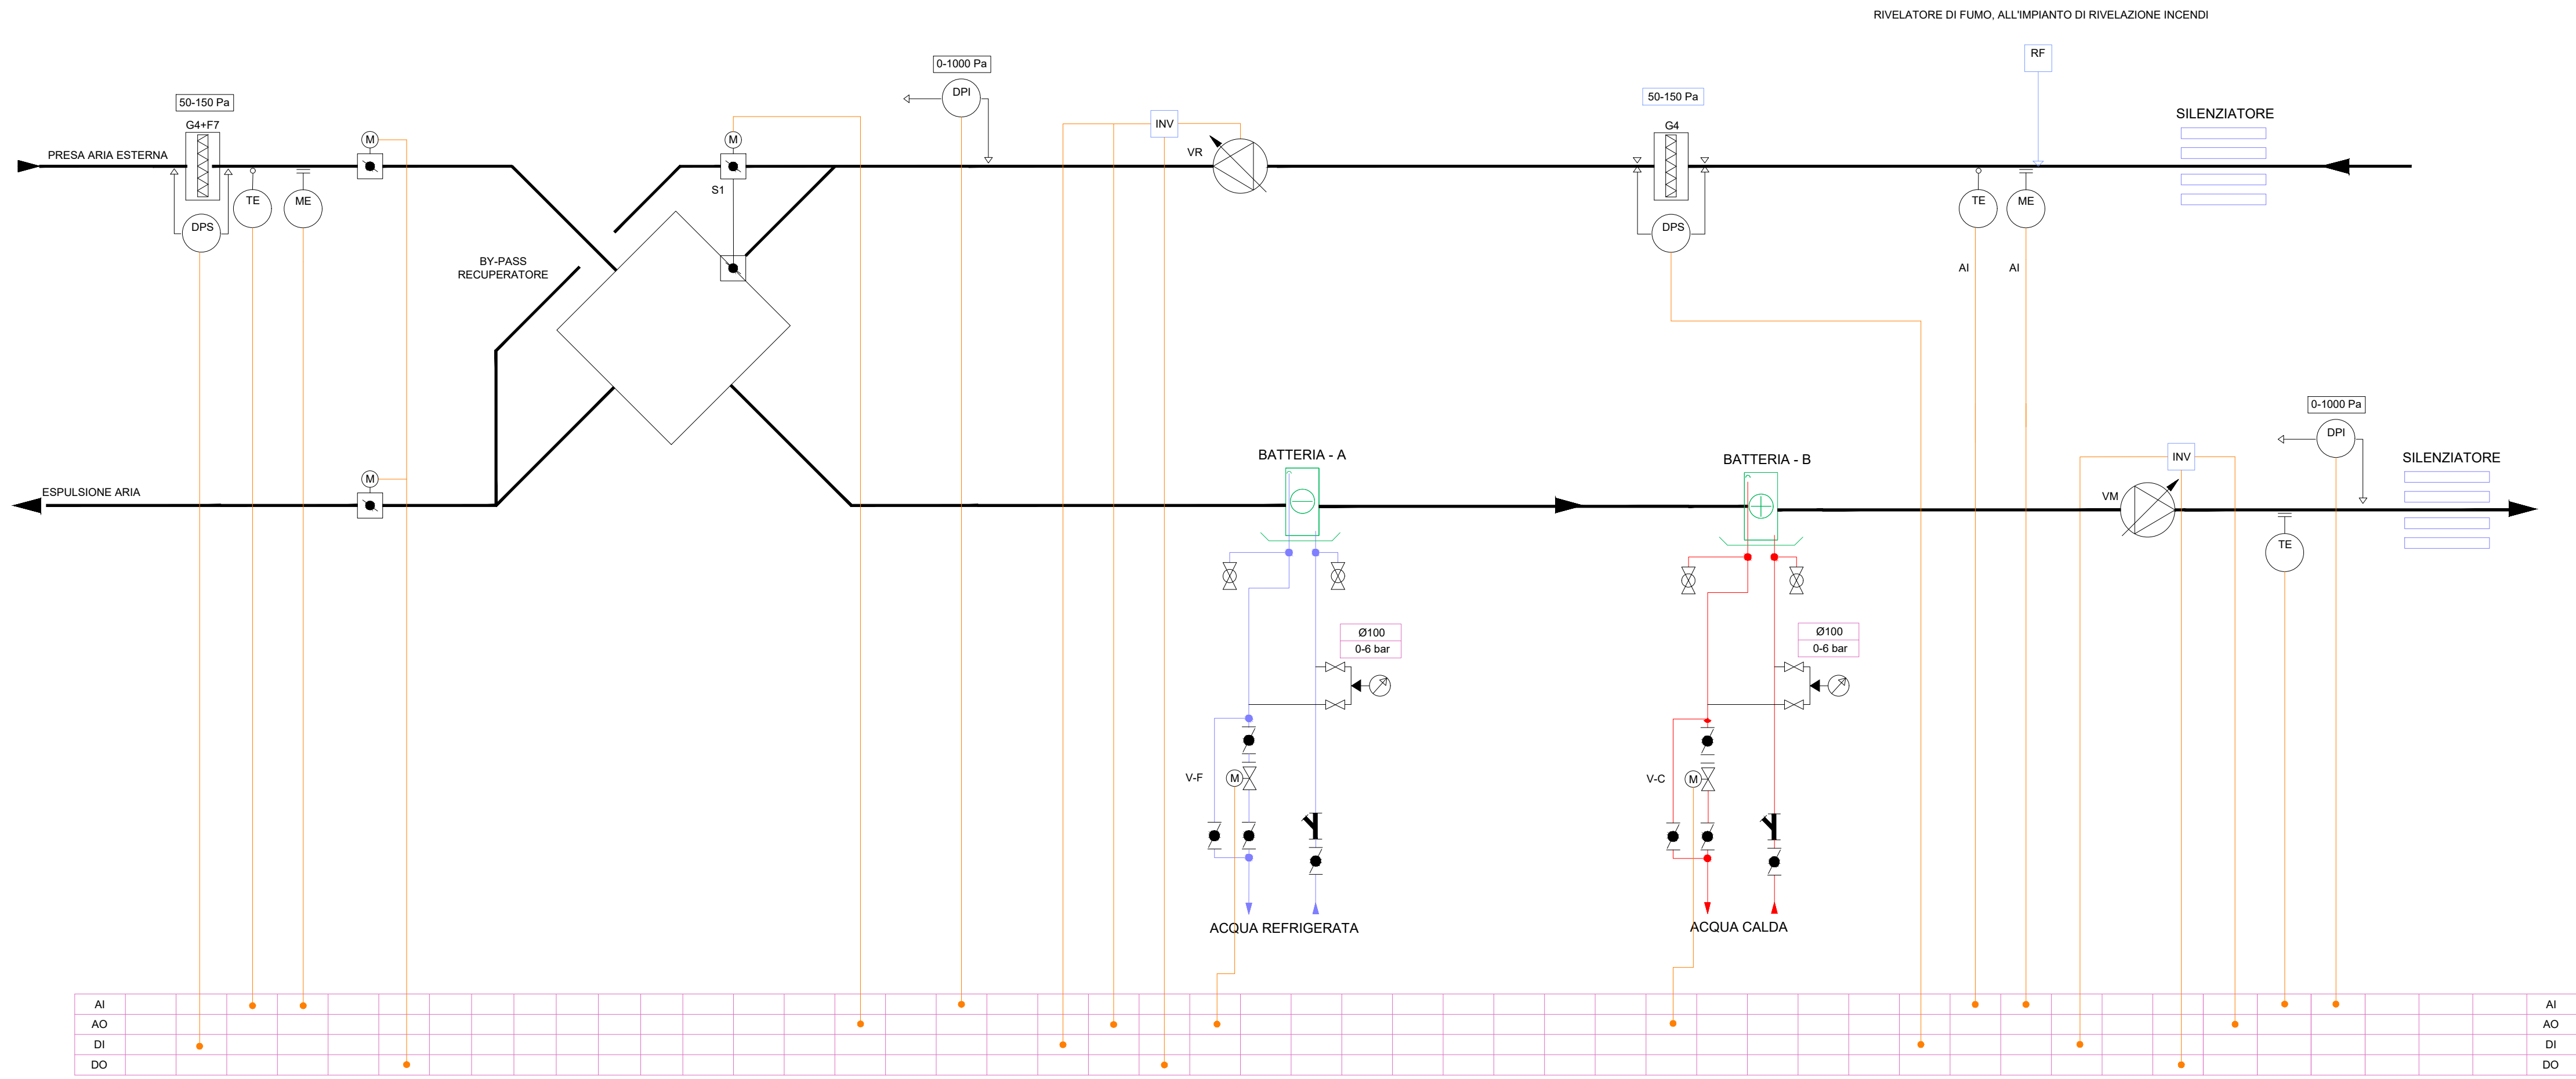 RIVELATORE DI FUMO, ALL'IMPIANTO DI RIVELAZIONE INCENDI
RF
0-1000 Pa
DPI
50-150 Pa
G4+F7
PRESA ARIA ESTERNA
DPS
TE
ME
M
M
S1
INV
VR
50-150 Pa
G4
DPS
TE
ME
AI
AI
SILENZIATORE
BY-PASS
RECUPERATORE
ESPULSIONE ARIA
M
BATTERIA - A
BATTERIA - B
INV
VM
0-1000 Pa
DPI
TE
SILENZIATORE
Ø100
0-6 bar
Ø100
0-6 bar
V-F
M
V-C
M
ACQUA REFRIGERATA
ACQUA CALDA
AI
AI
AO
AO
DI
DI
DO
DO